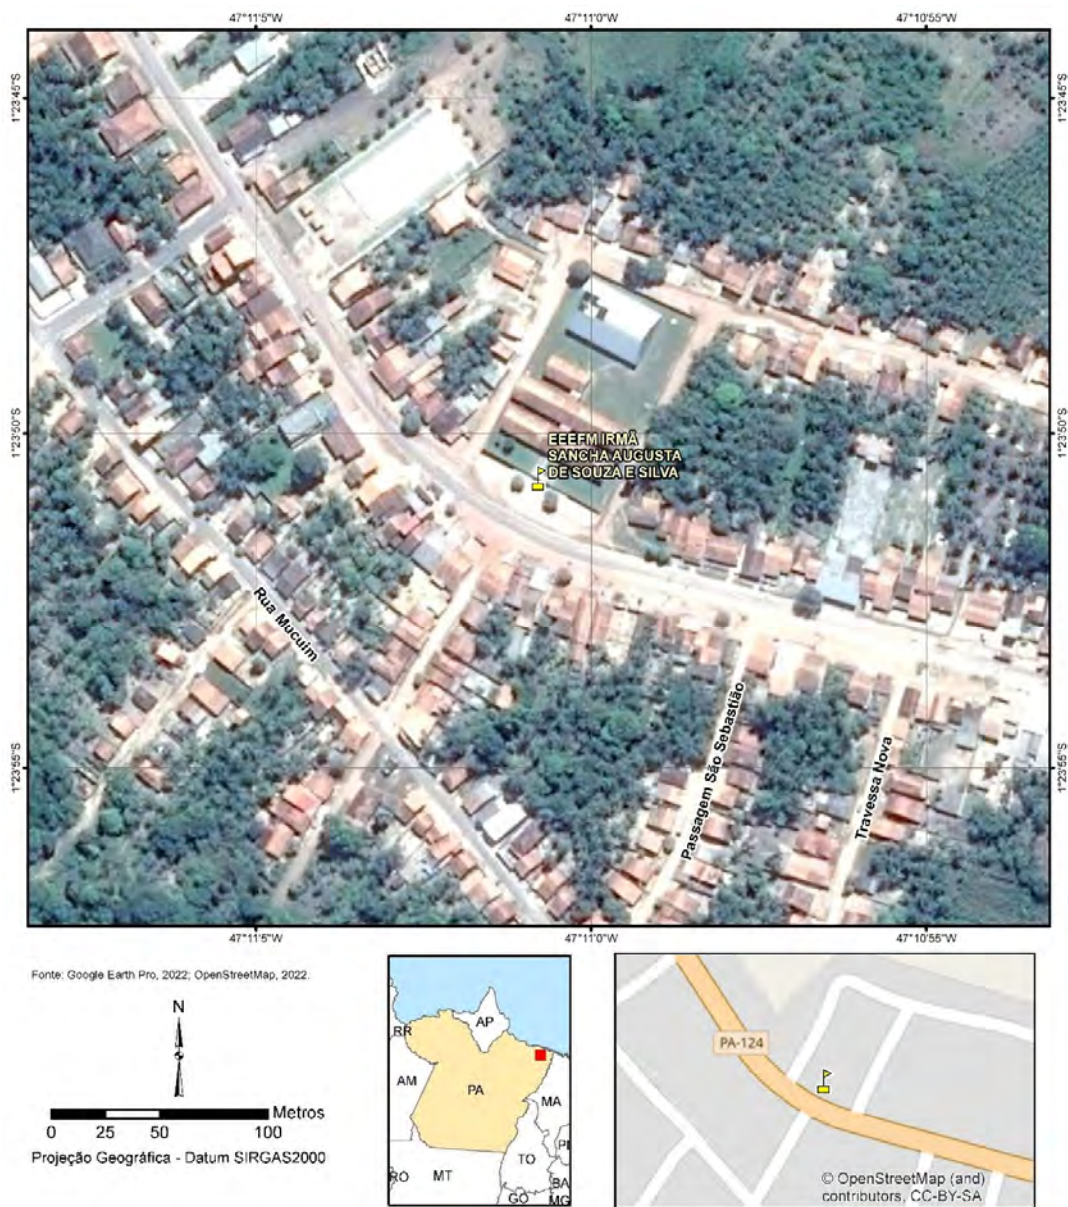 47°11'5"W
47°11'0"W
47°10'55"W
1°23'45"S
1°23'45"S
1°23'50"S
1°23'50"S
EEEFM IRMÃ
SANCHA AUGUSTA
DE SOUZA E SILVA
Rua Mucuim
Passagem São Sebastião
Travessa Nova
1°23'55"S
1°23'55"S
47°11'5"W
47°11'0"W
47°10'55"W
Fonte: Google Earth Pro, 2022; OpenStreetMap, 2022.
N
Metros
0 25 50 100
Projeção Geográfica - Datum SIRGAS2000
RR
AP
AM
PA
MA
PI
TO
RO
MT
BA
GO
MG
PA-124
© OpenStreetMap (and)
contributors, CC-BY-SA